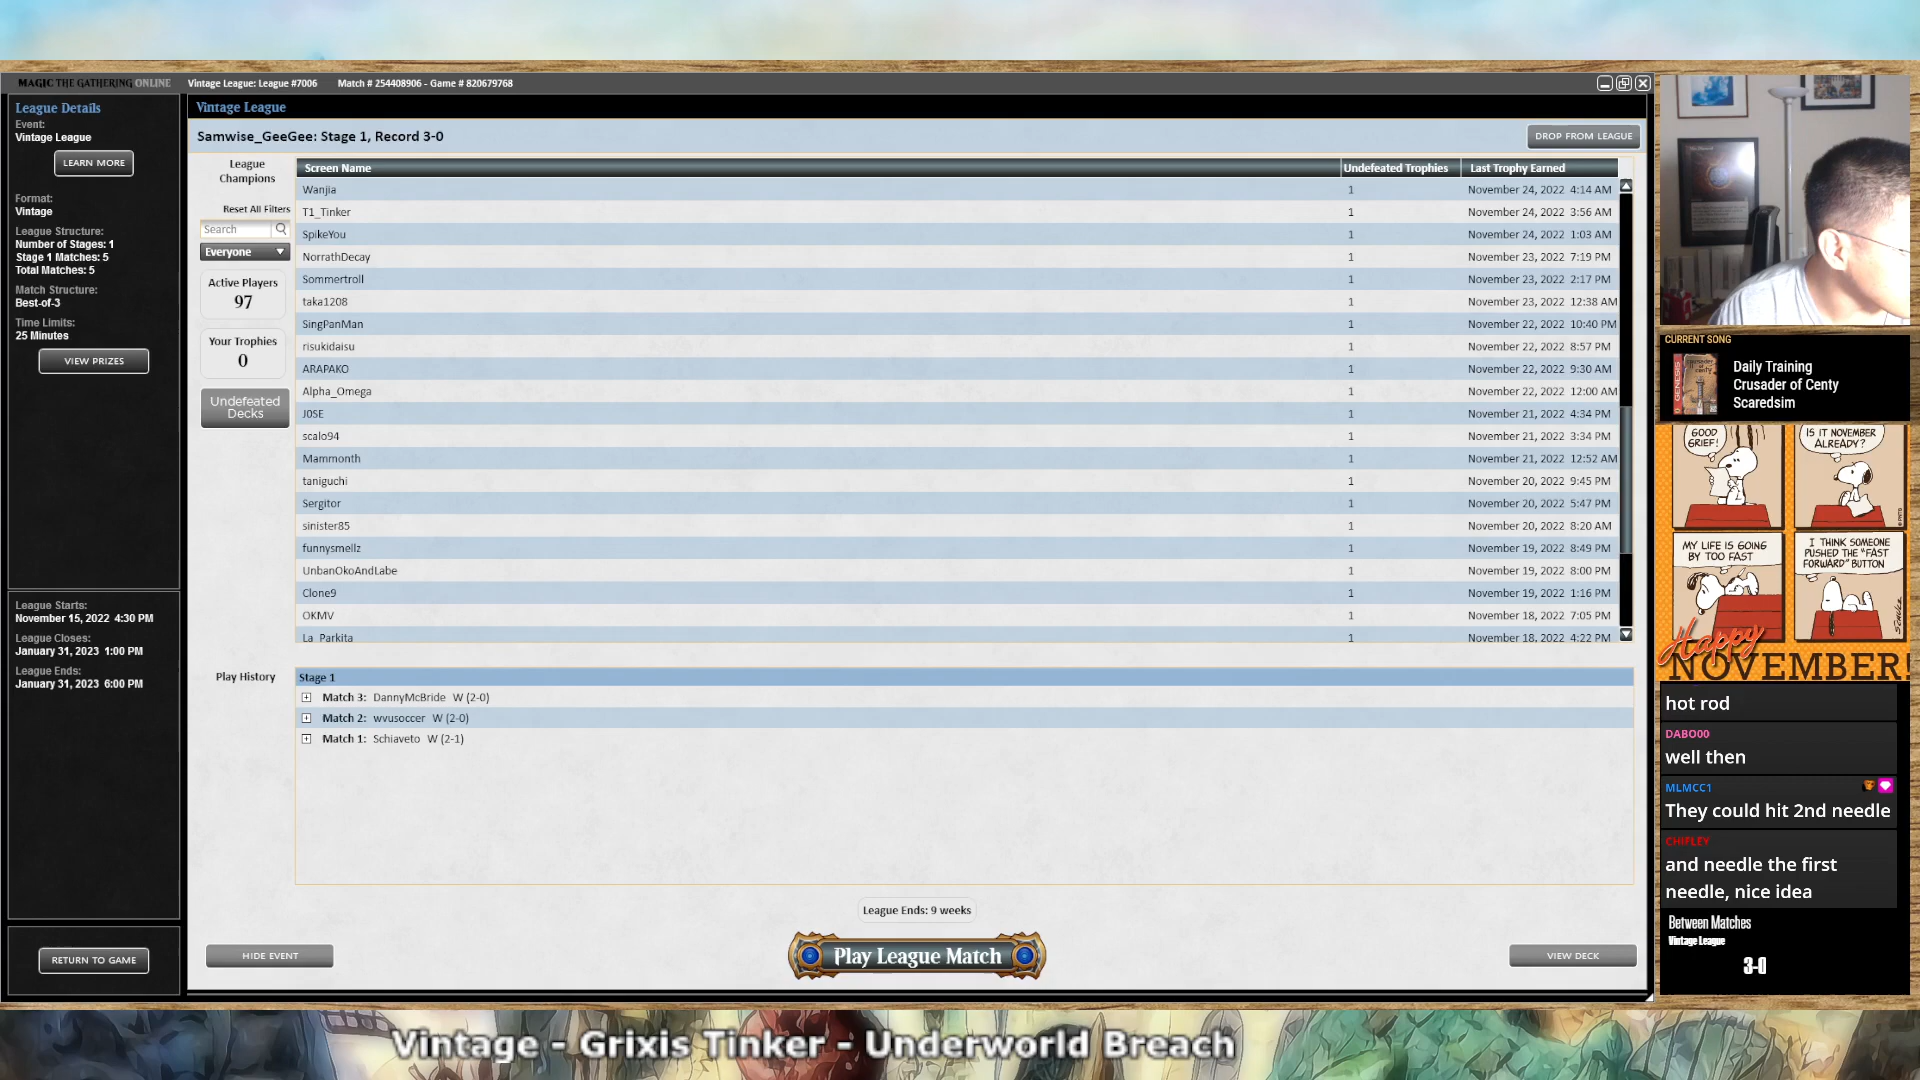 MAGIC THE GATHERING ONLINE
Vintage League: League #7006
Match # 254408906 - Game # 820679768
League Details
Event:
Vintage League
LEARN MORE
Format:
Vintage
League Structure:
Number of Stages: 1
Stage 1 Matches: 5
Total Matches: 5
Match Structure:
Best-of-3
Time Limits:
25 Minutes
VIEW PRIZES
League Starts:
November 15, 2022 4:30 PM
League Closes:
January 31, 2023 1:00 PM
League Ends:
January 31, 2023 6:00 PM
RETURN TO GAME
Vintage League
Samwise_GeeGee: Stage 1, Record 3-0
DROP FROM LEAGUE
League
Champions
Reset All Filters
Search
Everyone
Active Players
97
Your Trophies
0
Undefeated
Decks
Screen Name Undefeated Trophies Last Trophy Earned
Wanjia 1 November 24, 2022 4:14 AM
T1_Tinker 1 November 24, 2022 3:56 AM
SpikeYou 1 November 24, 2022 1:03 AM
NorrathDecay 1 November 23, 2022 7:19 PM
Sommertroll 1 November 23, 2022 2:17 PM
taka1208 1 November 23, 2022 12:38 AM
SingPanMan 1 November 22, 2022 10:40 PM
risukidaisu 1 November 22, 2022 8:57 PM
ARAPAKO 1 November 22, 2022 9:30 AM
Alpha_Omega 1 November 22, 2022 12:00 AM
J0SE 1 November 21, 2022 4:34 PM
scalo94 1 November 21, 2022 3:34 PM
Mammonth 1 November 21, 2022 12:52 AM
taniguchi 1 November 20, 2022 9:45 PM
Sergitor 1 November 20, 2022 5:47 PM
sinister85 1 November 20, 2022 8:20 AM
funnysmellz 1 November 19, 2022 8:49 PM
UnbanOkoAndLabe 1 November 19, 2022 8:00 PM
Clone9 1 November 19, 2022 1:16 PM
OKMV 1 November 18, 2022 7:05 PM
La_Parkita 1 November 18, 2022 4:22 PM
Play History
Stage 1
Match 3: DannyMcBride W (2-0)
Match 2: wvusoccer W (2-0)
Match 1: Schiaveto W (2-1)
League Ends: 9 weeks
HIDE EVENT
Play League Match
VIEW DECK
CURRENT SONG
Daily Training
Crusader of Centy
Scaredsim
GENESIS
GOOD
GRIEF!
IS IT NOVEMBER
ALREADY?
MY LIFE IS GOING
BY TOO FAST
I THINK SOMEONE
PUSHED THE "FAST
FORWARD" BUTTON
SCHULZ
Happy
NOVEMBER!
hot rod
DABO00
well then
MLMCC1
They could hit 2nd needle
CHIFLEY
and needle the first
needle, nice idea
Between Matches
Vintage League
3-0
Vintage - Grixis Tinker - Underworld Breach